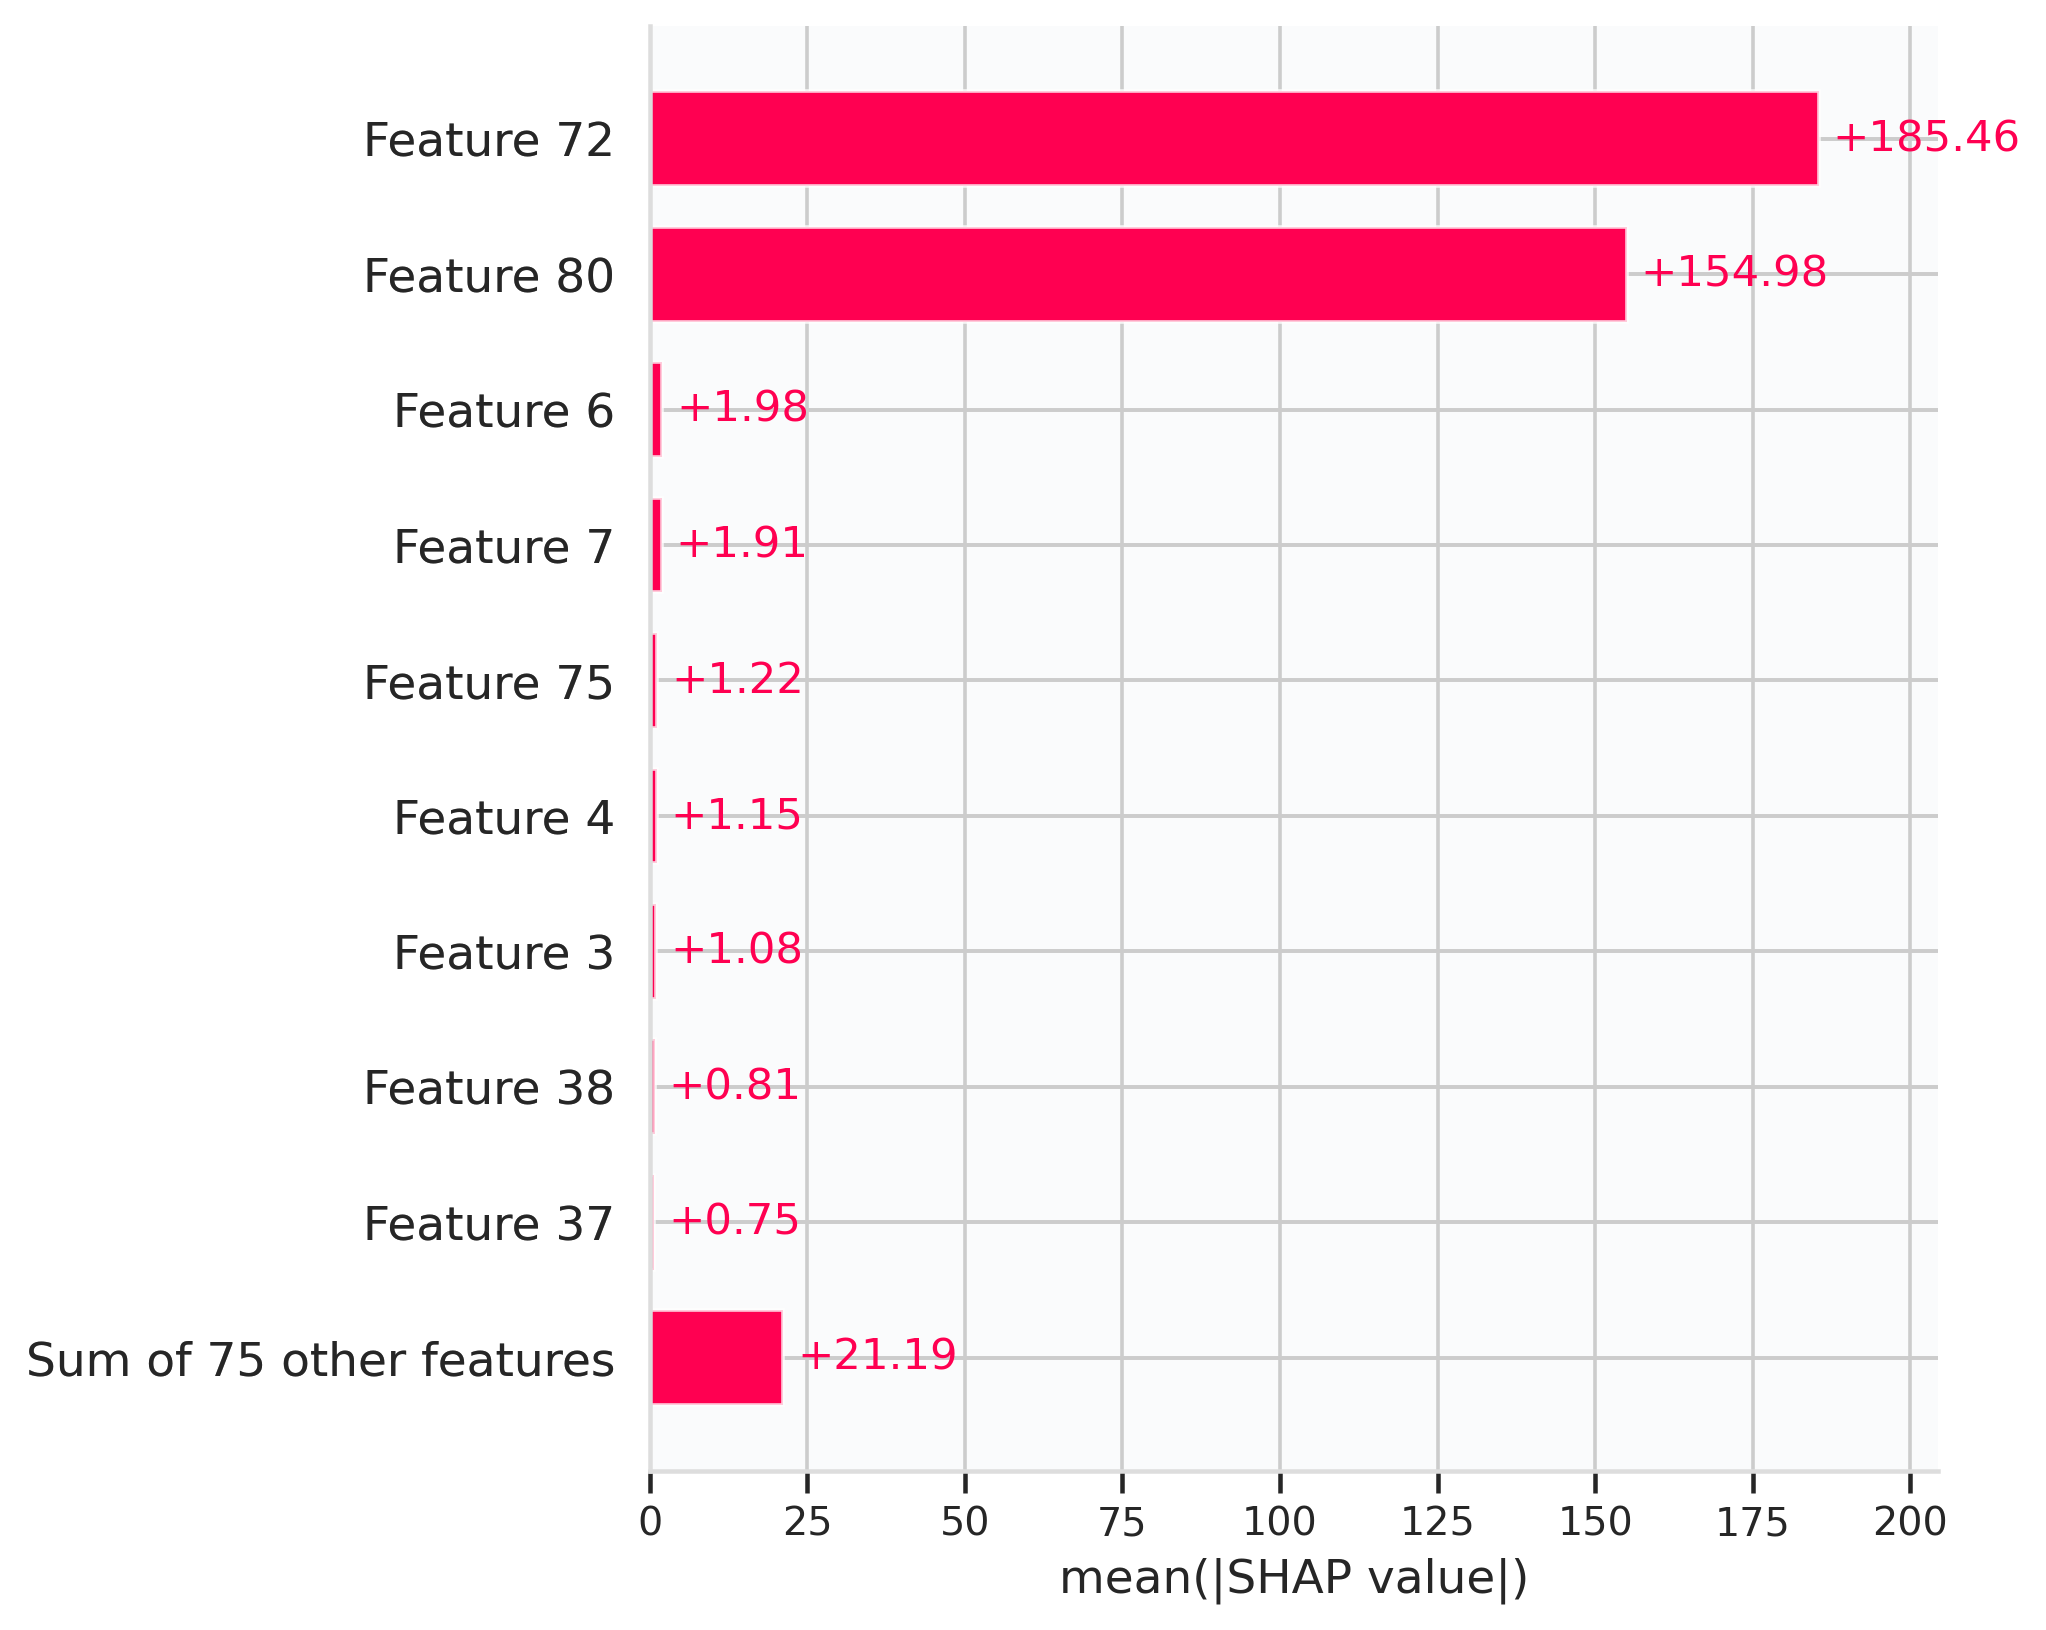 Feature 72
+185.46
Feature 80
+154.98
Feature 6
+1.98
Feature 7
+1.91
Feature 75
+1.22
Feature 4
+1.15
Feature 3
+1.08
Feature 38
+0.81
Feature 37
+0.75
Sum of 75 other features
+21.19
0 25 50 75 100 125 150 175 200
mean(|SHAP value|)